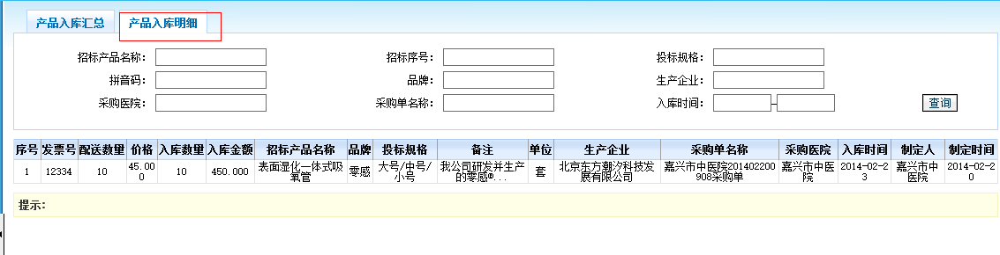 产品入库汇总 产品入库明细
招标产品名称： 招标序号： 投标规格：
拼音码： 品牌： 生产企业：
采购医院： 采购单名称： 入库时间： – 查询
序号 发票号 配送数量 价格 入库数量 入库金额 招标产品名称 品牌 投标规格 备注 单位 生产企业 采购单名称 采购医院 入库时间 制定人 制定时间
1 12334 10 45.000 10 450.000 表面湿化一体式吸氧管 零感 大号/中号/小号 我公司研发并生产的零感®... 套 北京东方潮汐科技发展有限公司 嘉兴市中医院201402200908采购单 嘉兴市中医院 2014-02-23 嘉兴市中医院 2014-02-20
提示：